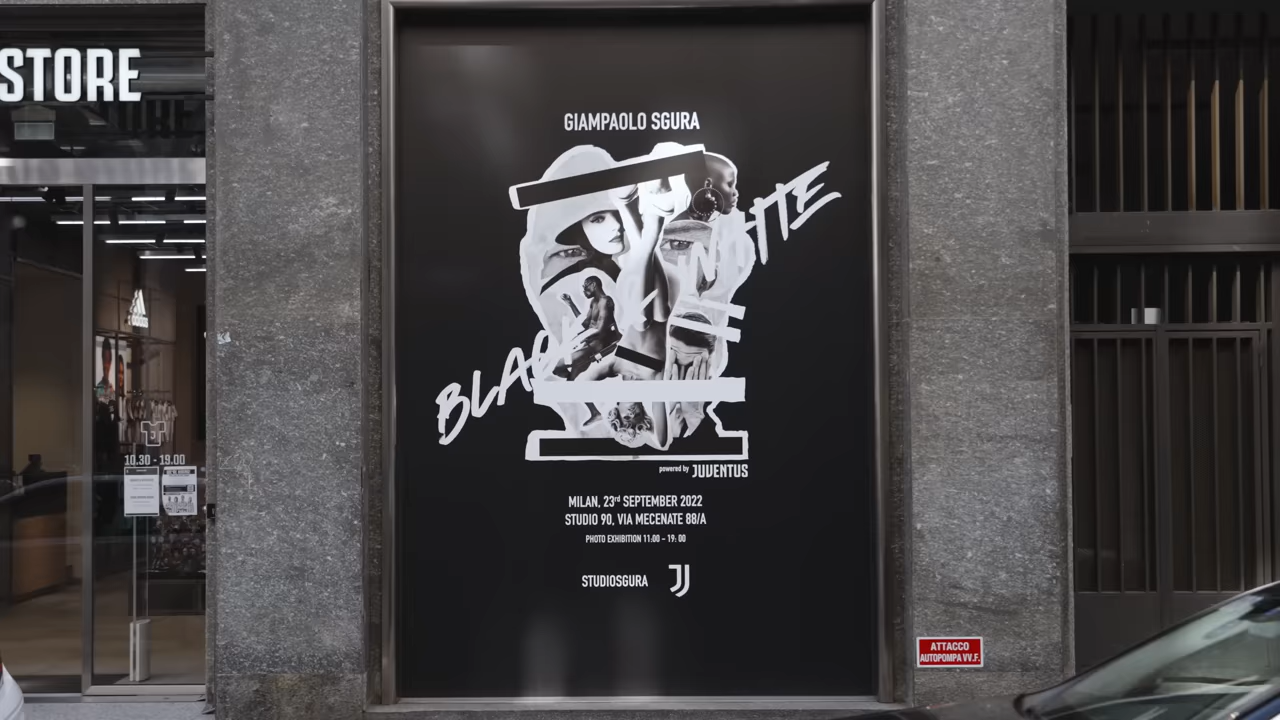 STORE
adidas
10.30 - 19.00
GIAMPAOLO SGURA
BLACK
WHITE
powered by JUVENTUS
MILAN, 23rd SEPTEMBER 2022
STUDIO 90, VIA MECENATE 88/A
PHOTO EXHIBITION 11:00 - 19:00
STUDIOSGURA
ATTACCO
AUTOPOMPA VV.F.